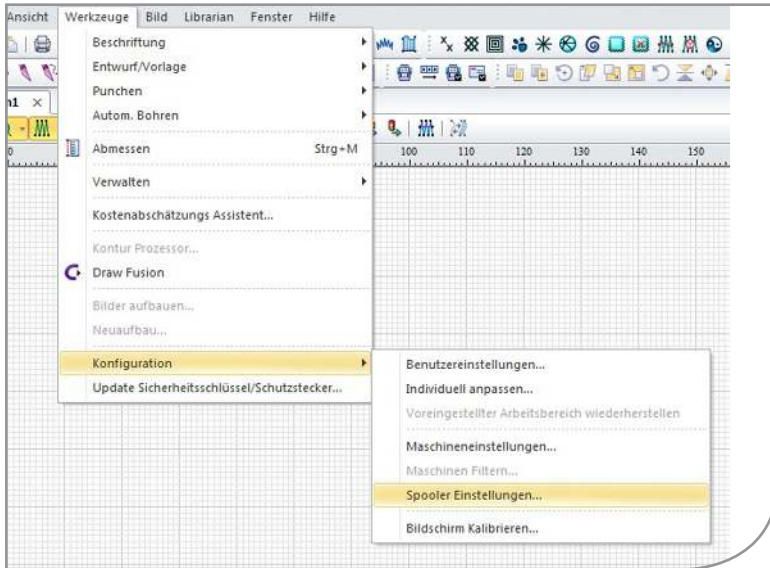 Ansicht Werkzeuge Bild Librarian Fenster Hilfe
Beschriftung
Entwurf/Vorlage
Punchen
Autom. Bohren
Abmessen Strg+M
100 110 120 130 140 150
Verwalten
Kostenabschätzungs Assistent...
Kontur Prozessor...
Draw Fusion
Bilder aufbauen...
Neuaufbau...
Konfiguration
Update Sicherheitsschlüssel/Schutzstecker...
Benutzereinstellungen...
Individuell anpassen...
Voreingestellter Arbeitsbereich wiederherstellen
Maschineneinstellungen...
Maschinen Filtern...
Spooler Einstellungen...
Bildschirm Kalibrieren...